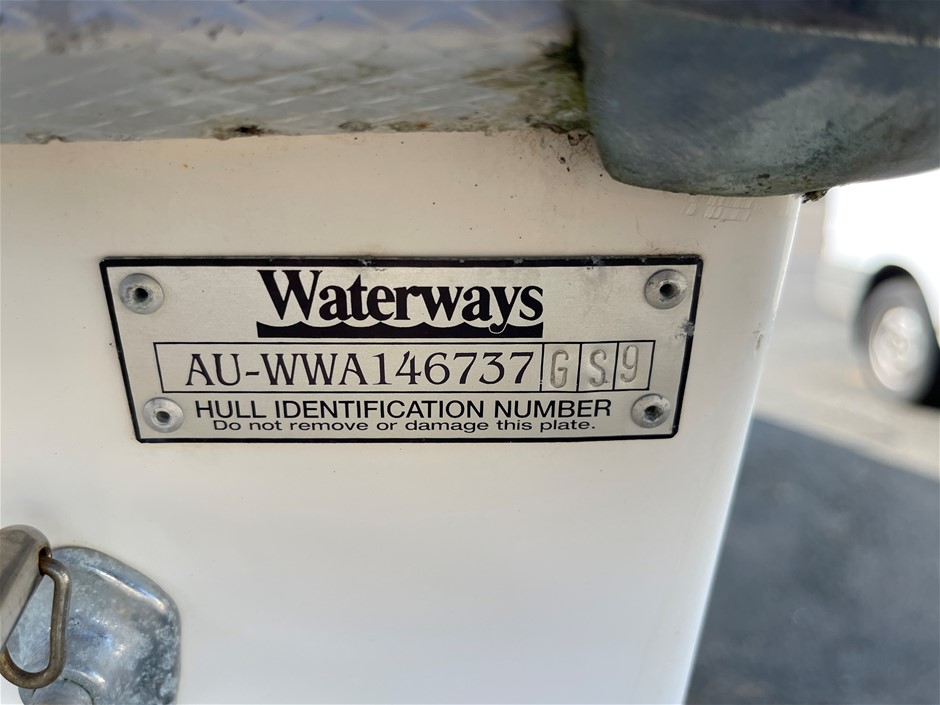 Waterways
AU-WWA146737GS9
HULL IDENTIFICATION NUMBER
Do not remove or damage this plate.